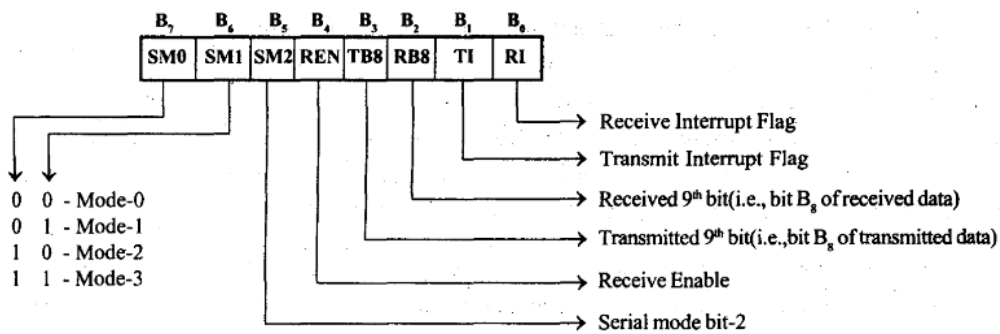 B₇ B₆ B₅ B₄ B₃ B₂ B₁ B₀
SM0 SM1 SM2 REN TB8 RB8 TI RI
Receive Interrupt Flag
Transmit Interrupt Flag
Received 9th bit(i.e., bit B₈ of received data)
Transmitted 9th bit(i.e.,bit B₈ of transmitted data)
Receive Enable
Serial mode bit-2
0 0 - Mode-0
0 1 - Mode-1
1 0 - Mode-2
1 1 - Mode-3